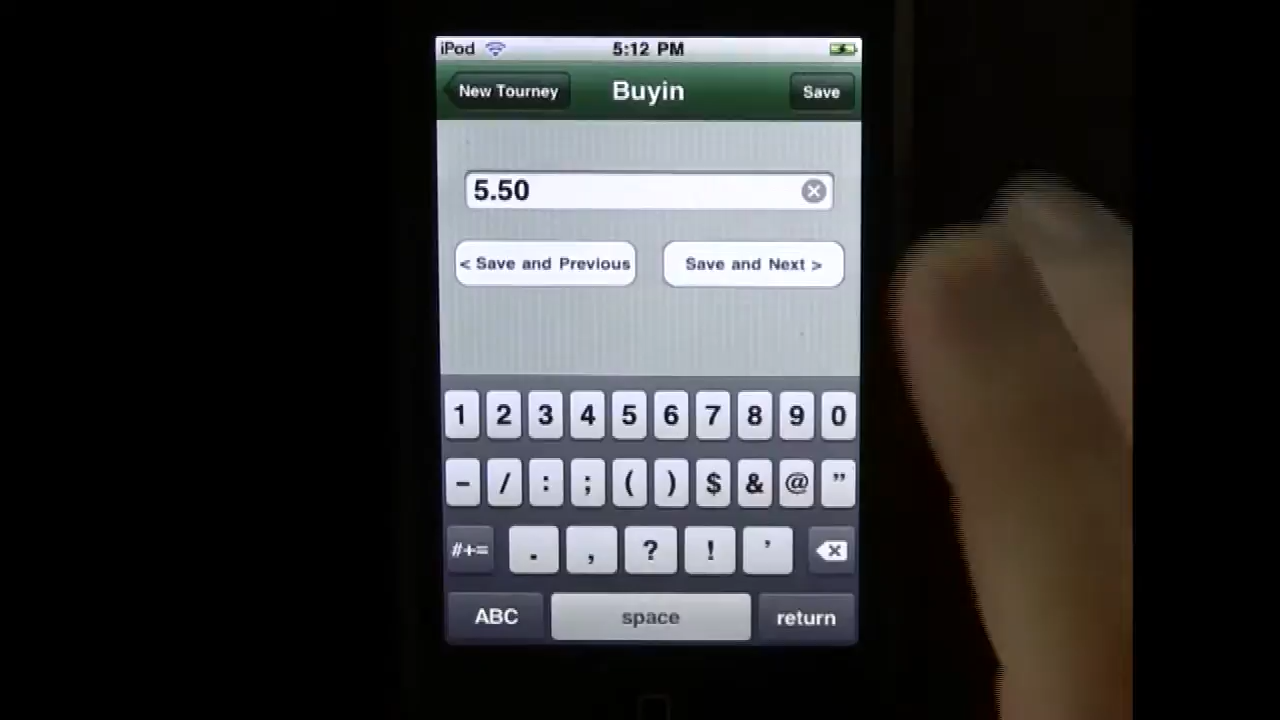 iPod 5:12 PM
New Tourney Buyin Save
5.50
< Save and Previous Save and Next >
1 2 3 4 5 6 7 8 9 0
- / : ; ( ) $ & @ "
#+= . , ? ! '
ABC space return